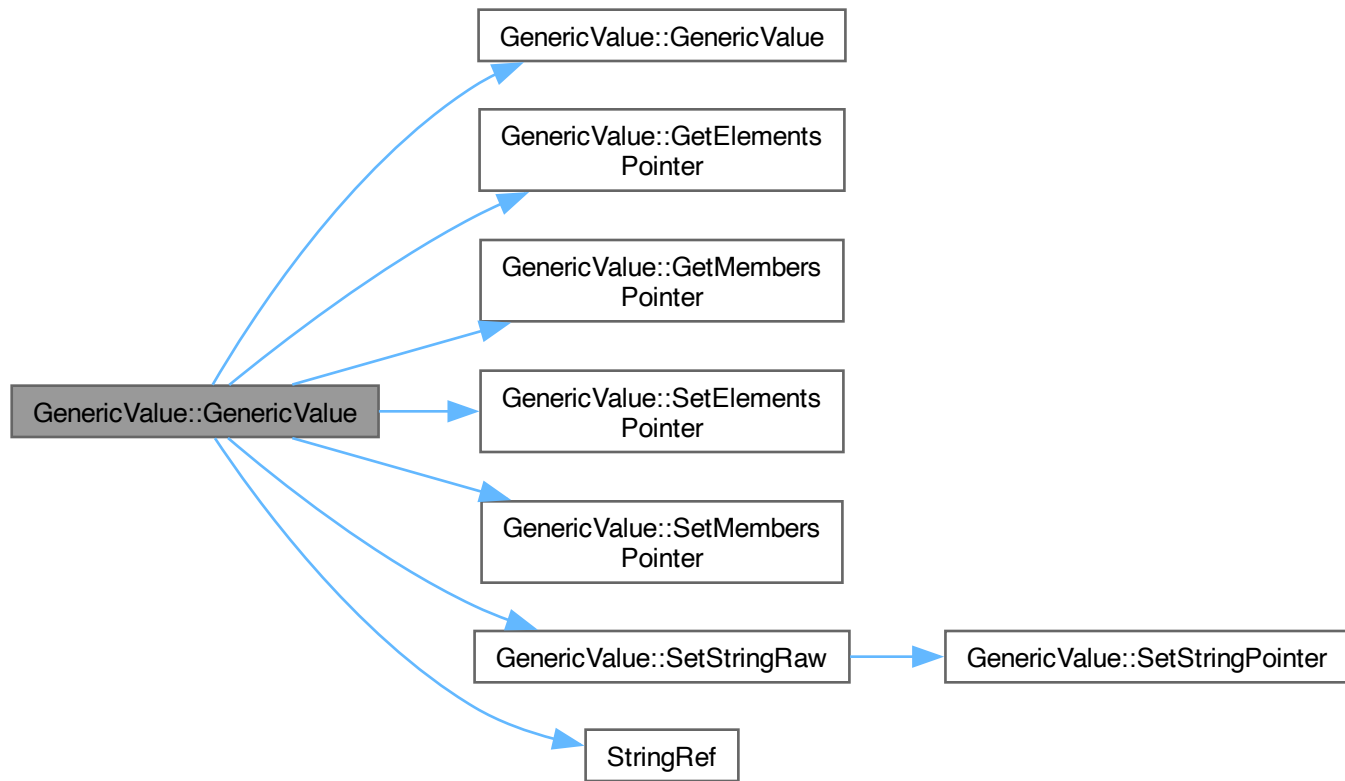 GenericValue::GenericValue
GenericValue::GetElements
Pointer
GenericValue::GetMembers
Pointer
GenericValue::GenericValue
GenericValue::SetElements
Pointer
GenericValue::SetMembers
Pointer
GenericValue::SetStringRaw
GenericValue::SetStringPointer
StringRef